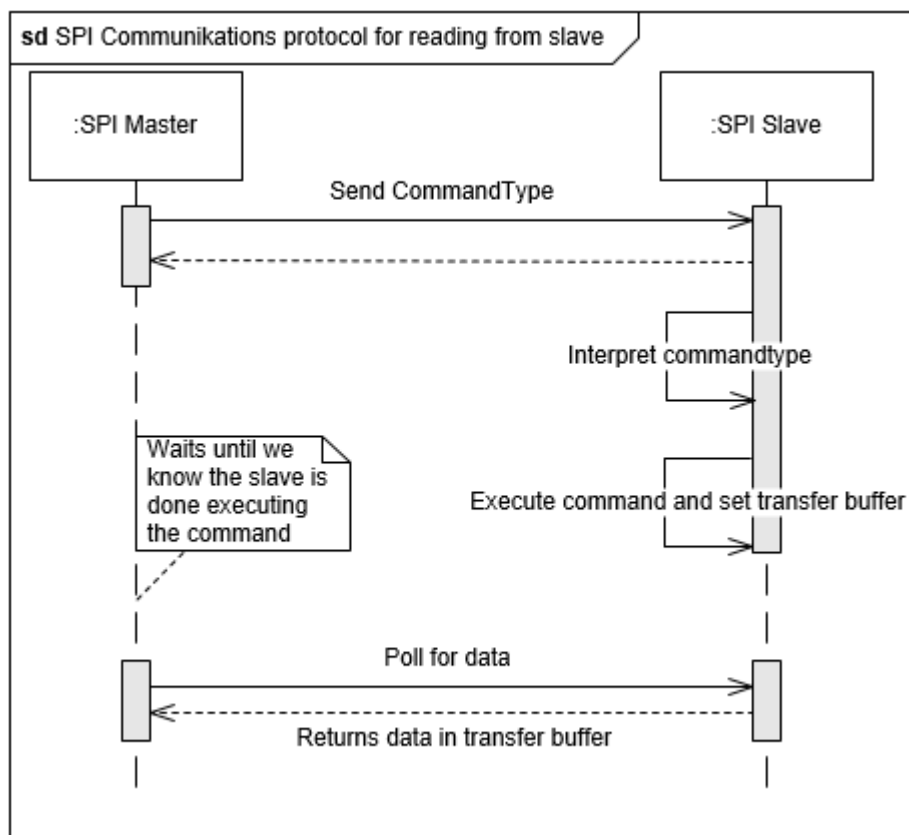 sd SPI Communikations protocol for reading from slave
:SPI Master
:SPI Slave
Send CommandType
Interpret commandtype
Waits until we
know the slave is
done executing
the command
Execute command and set transfer buffer
Poll for data
Returns data in transfer buffer